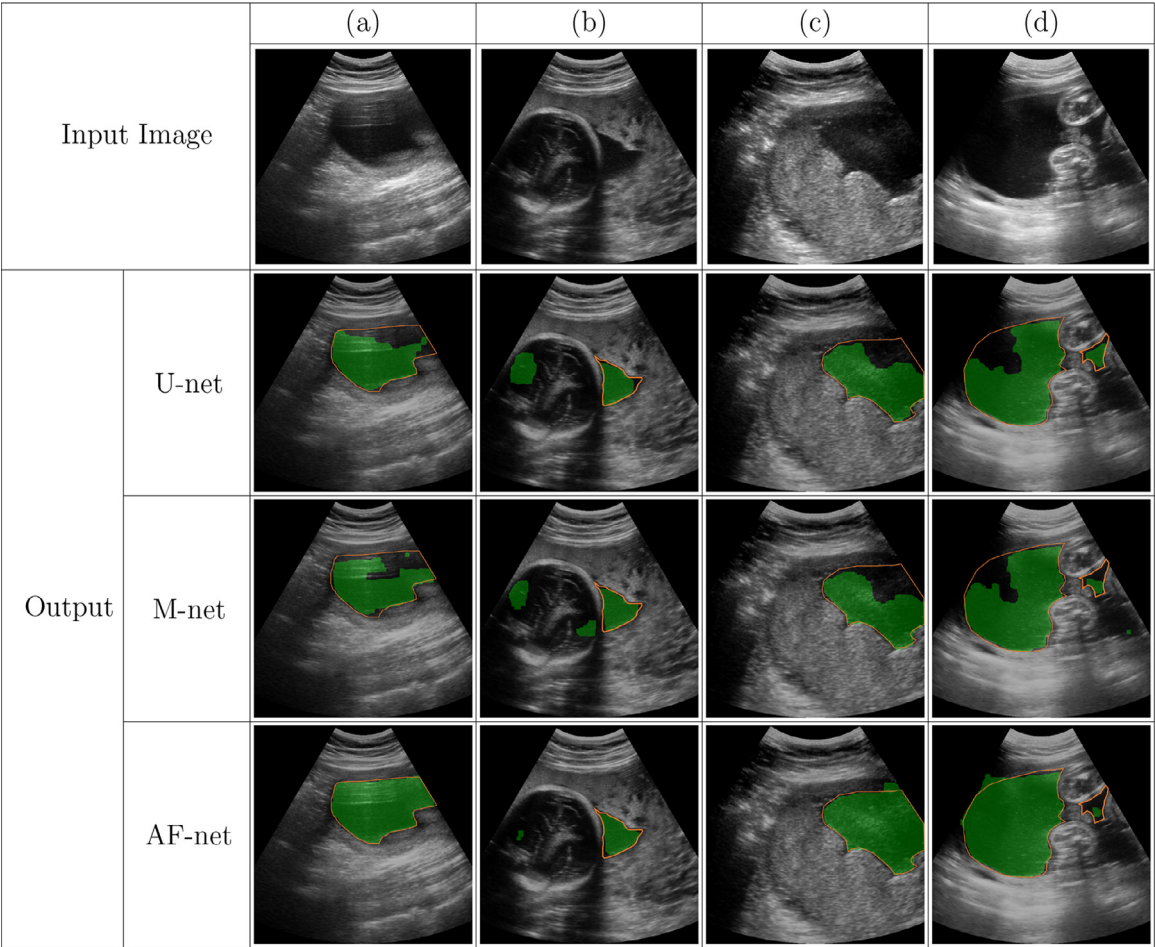 (a) (b) (c) (d)
Input Image
U-net
Output
M-net
AF-net